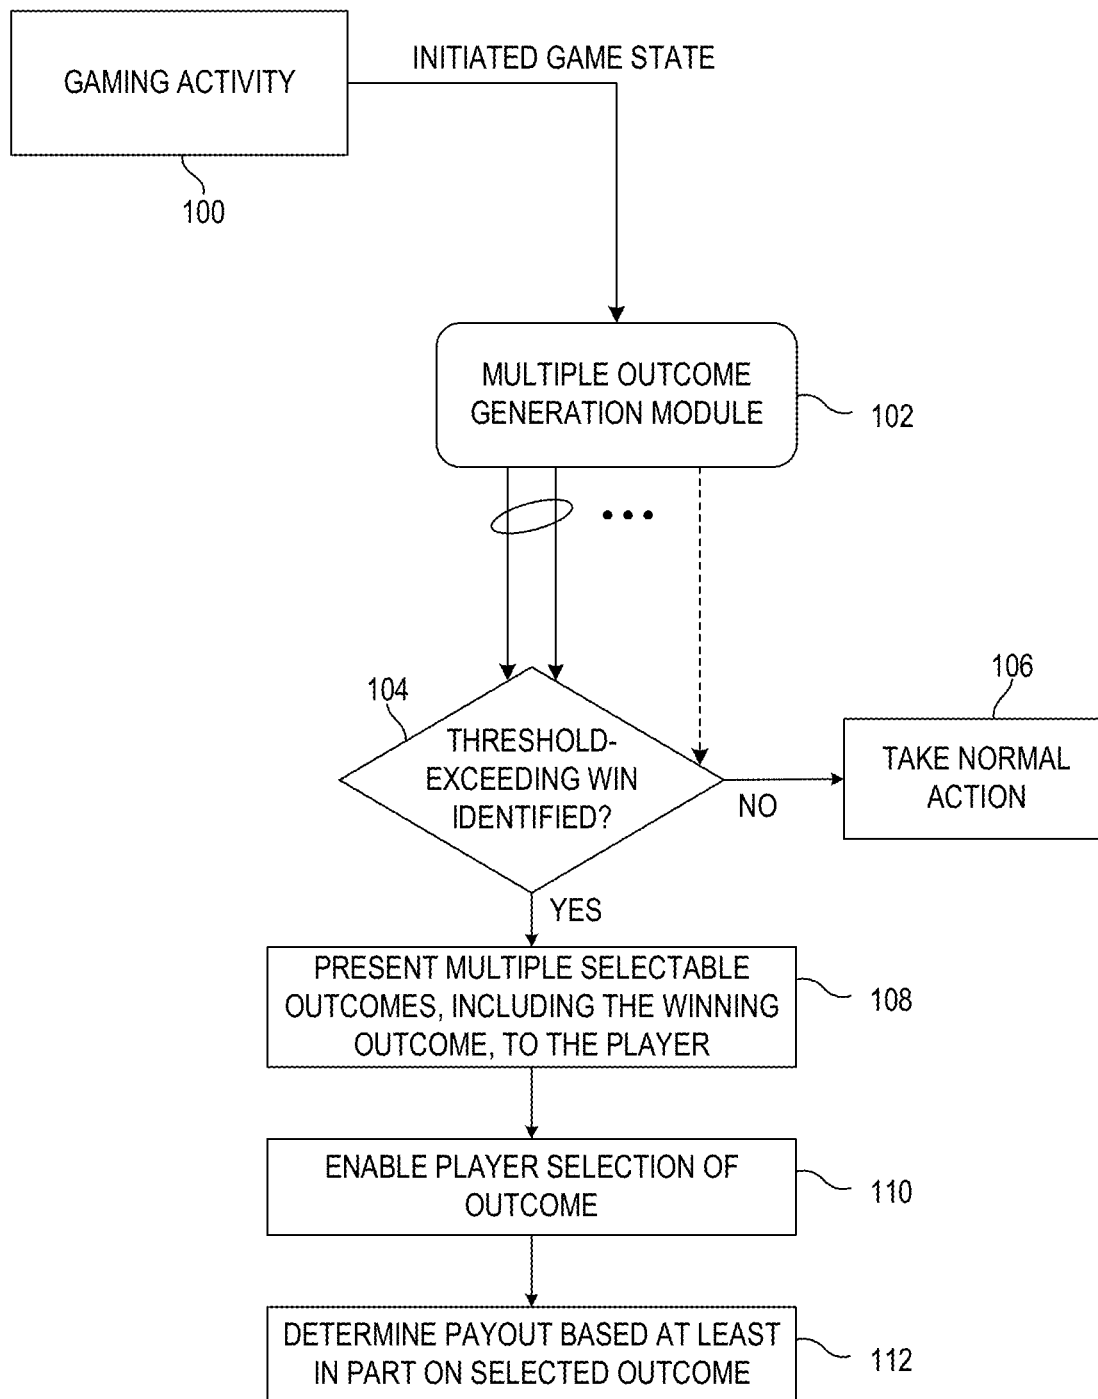 GAMING ACTIVITY
INITIATED GAME STATE
100
MULTIPLE OUTCOME
GENERATION MODULE
102
104
THRESHOLD-
EXCEEDING WIN
IDENTIFIED?
NO
106
TAKE NORMAL
ACTION
YES
PRESENT MULTIPLE SELECTABLE
OUTCOMES, INCLUDING THE WINNING
OUTCOME, TO THE PLAYER
108
ENABLE PLAYER SELECTION OF
OUTCOME
110
DETERMINE PAYOUT BASED AT LEAST
IN PART ON SELECTED OUTCOME
112